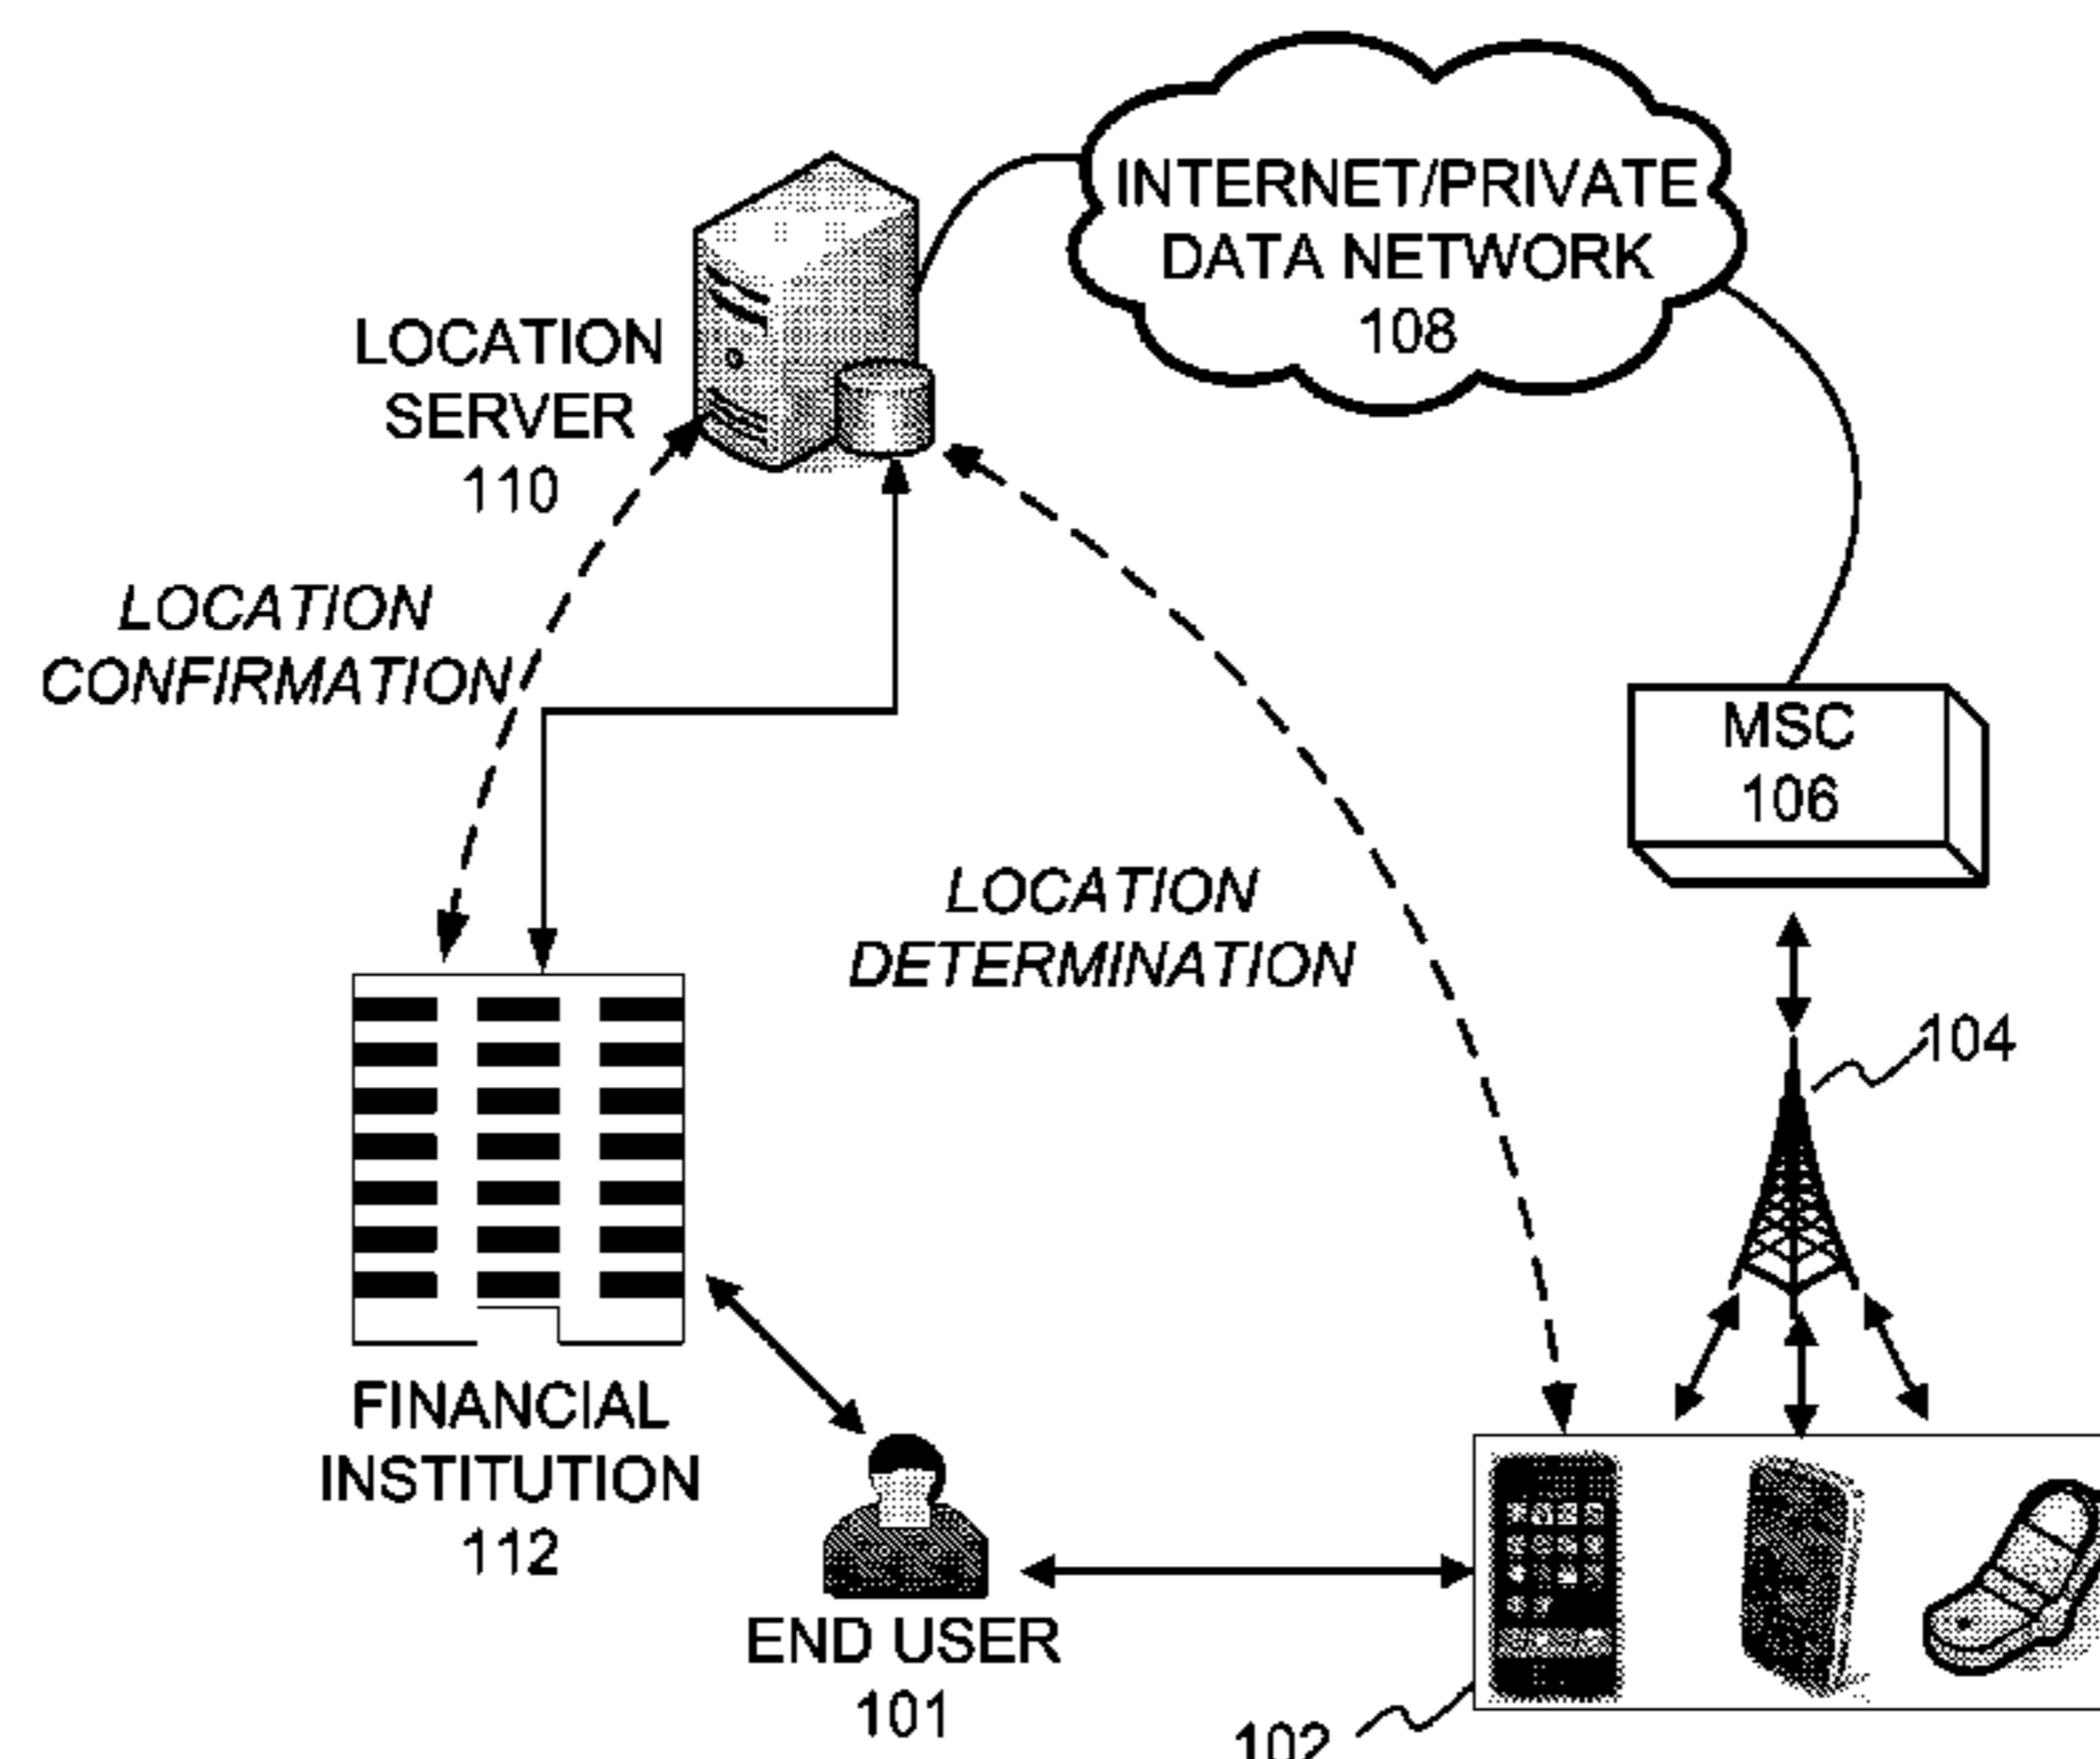 INTERNET/PRIVATE
DATA NETWORK
108
LOCATION
SERVER
110
LOCATION
CONFIRMATION
MSC
106
LOCATION
DETERMINATION
104
FINANCIAL
INSTITUTION
112
END USER
101
102